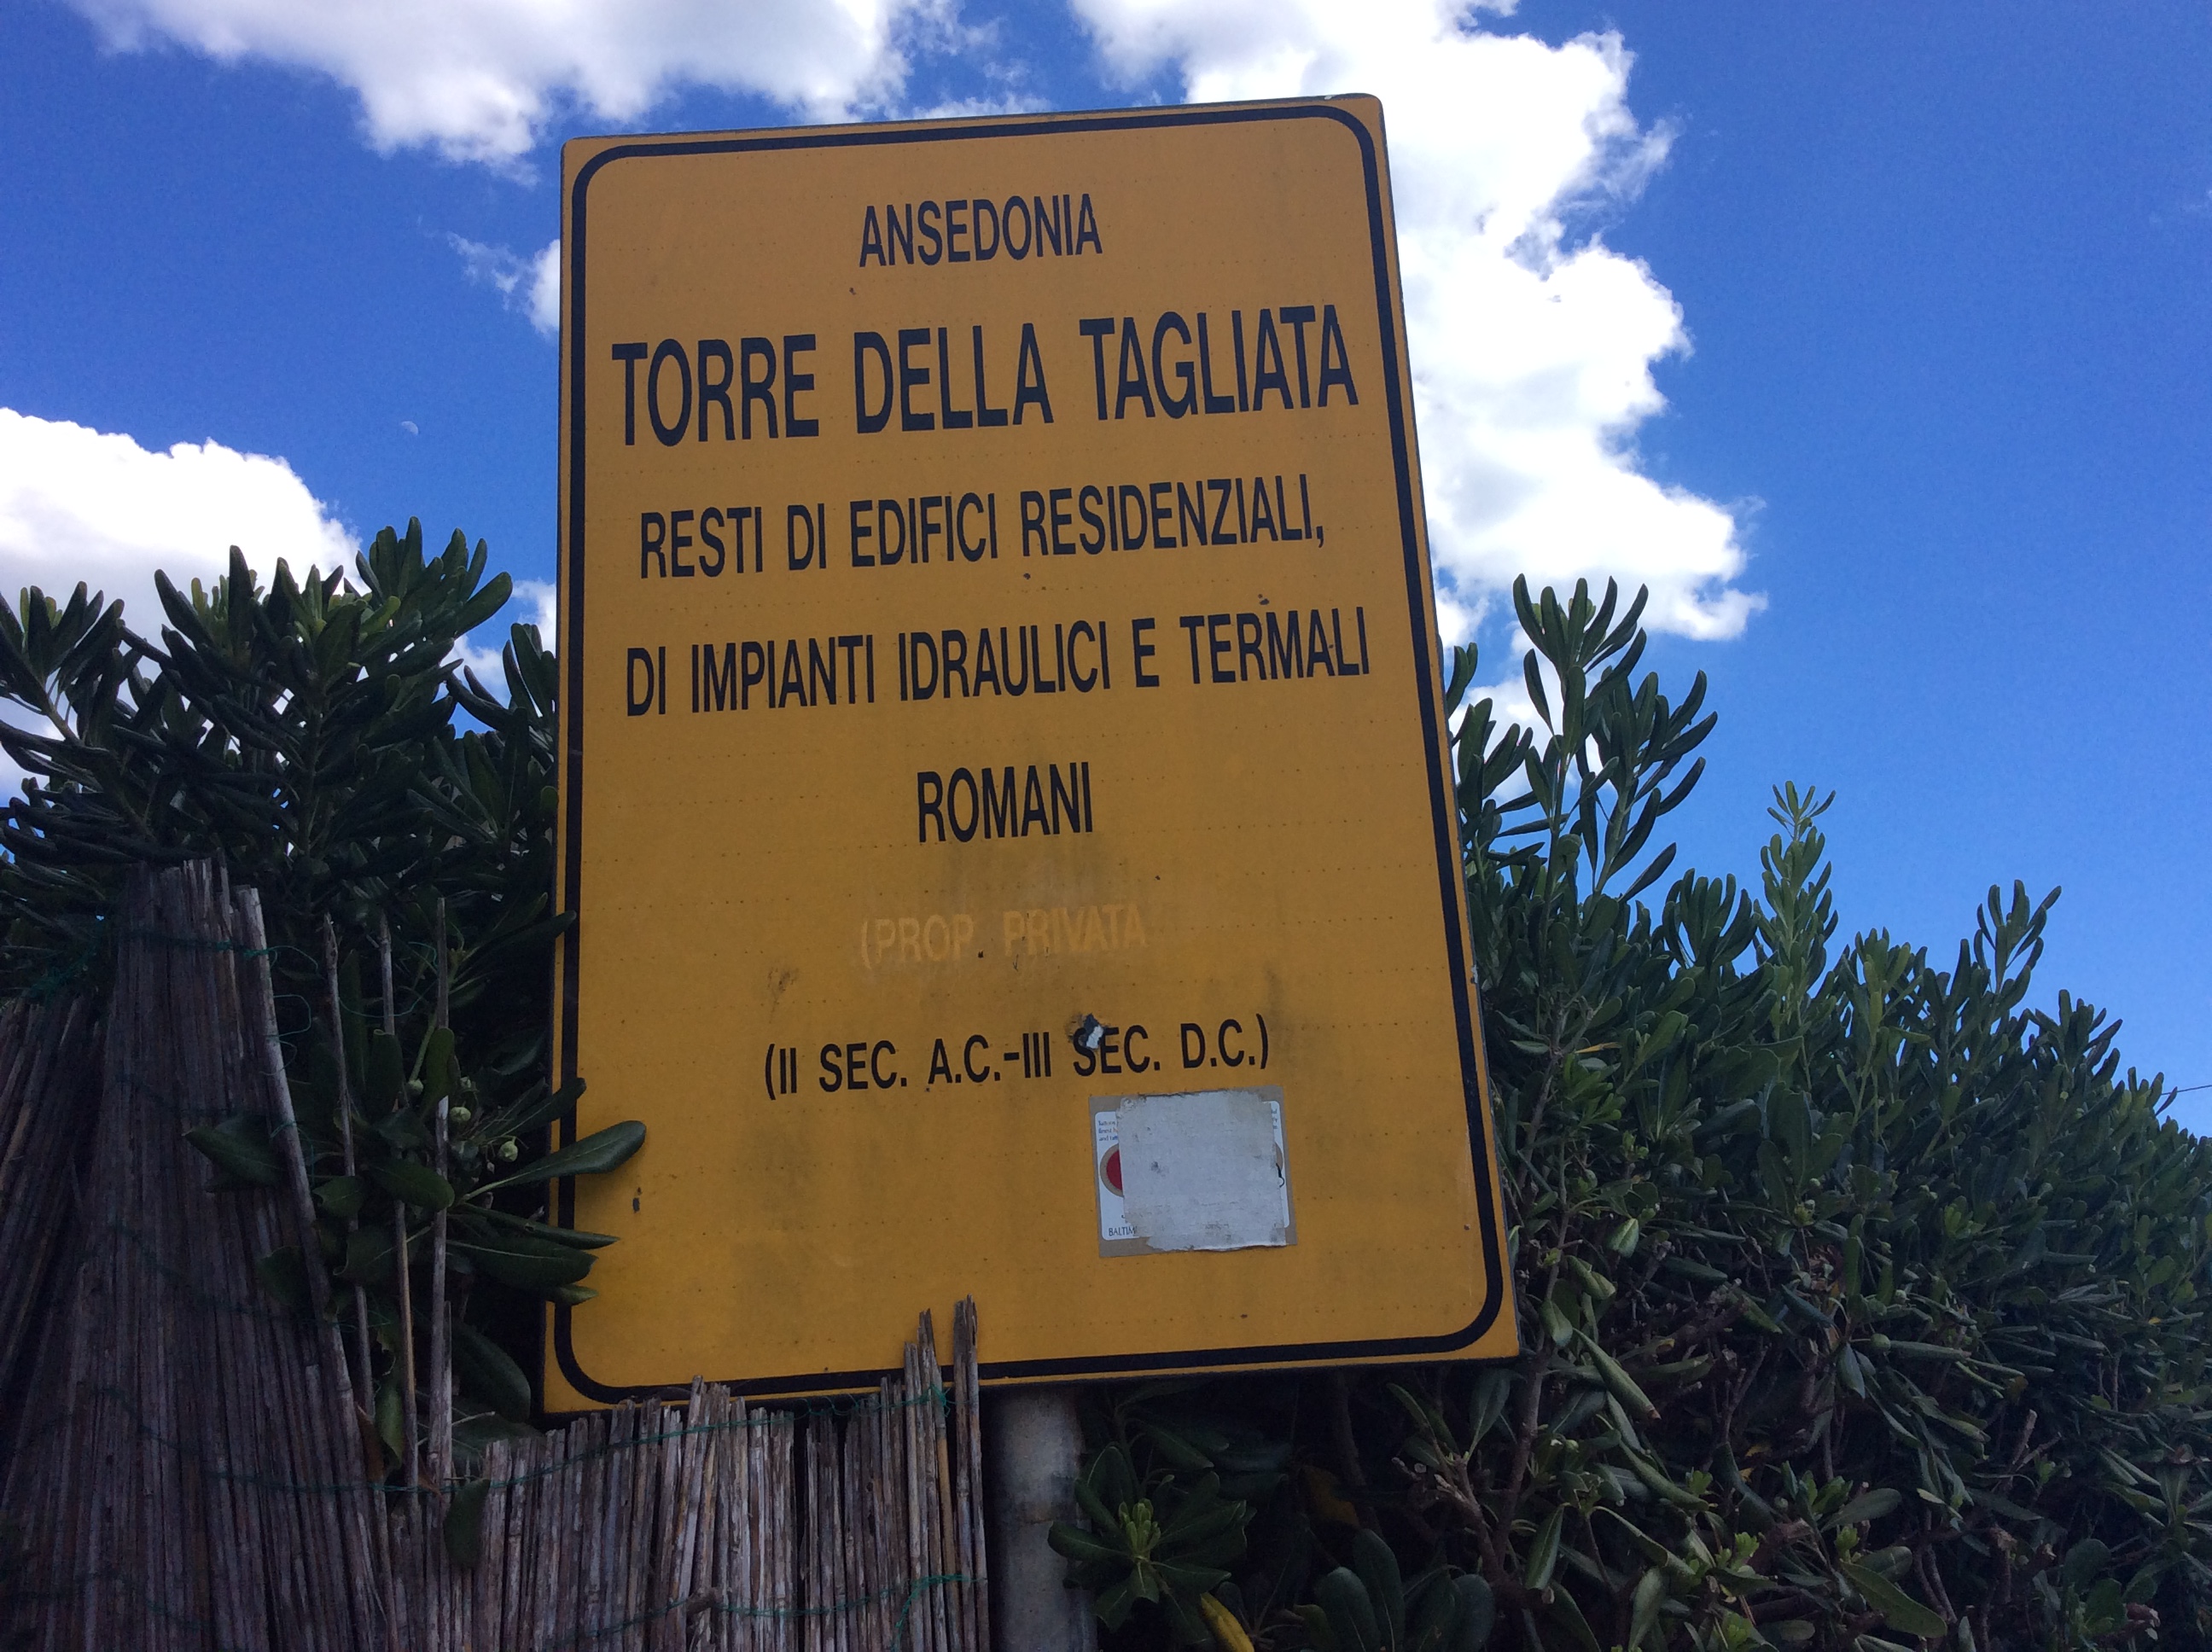 ANSEDONIA
TORRE DELLA TAGLIATA
RESTI DI EDIFICI RESIDENZIALI,
DI IMPIANTI IDRAULICI E TERMALI
ROMANI
(PROP PRIVATA
(II SEC. A.C.-III SEC. D.C.)
BALTIM